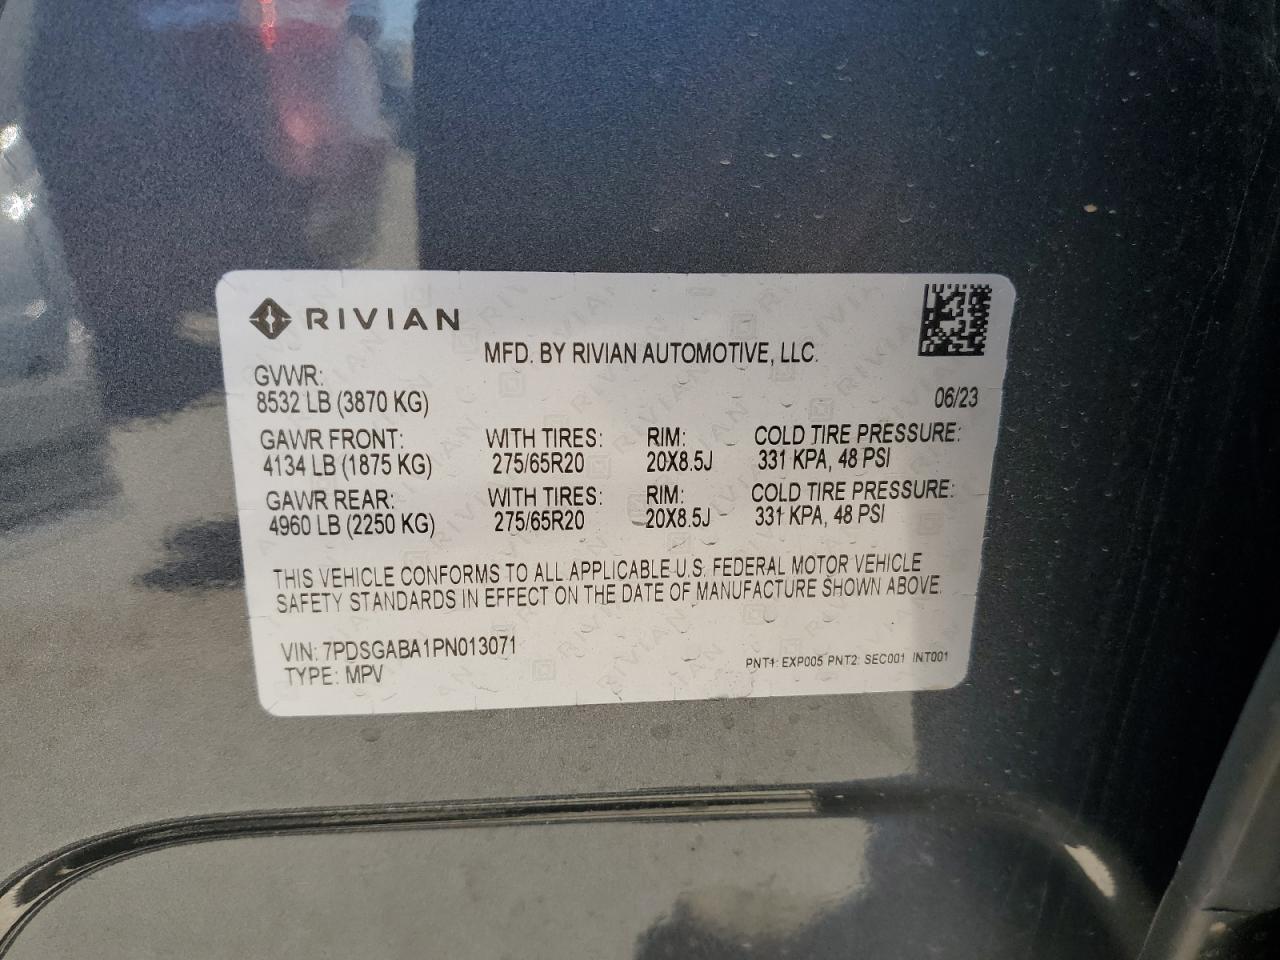 RIVIAN
MFD. BY RIVIAN AUTOMOTIVE, LLC.
GVWR:
8532 LB (3870 KG)
06/23
GAWR FRONT: WITH TIRES: RIM: COLD TIRE PRESSURE:
4134 LB (1875 KG) 275/65R20 20X8.5J 331 KPA, 48 PSI
GAWR REAR: WITH TIRES: RIM: COLD TIRE PRESSURE:
4960 LB (2250 KG) 275/65R20 20X8.5J 331 KPA, 48 PSI
THIS VEHICLE CONFORMS TO ALL APPLICABLE U.S. FEDERAL MOTOR VEHICLE
SAFETY STANDARDS IN EFFECT ON THE DATE OF MANUFACTURE SHOWN ABOVE.
VIN: 7PDSGABA1PN013071
TYPE: MPV
PNT1: EXP005 PNT2: SEC001 INT001